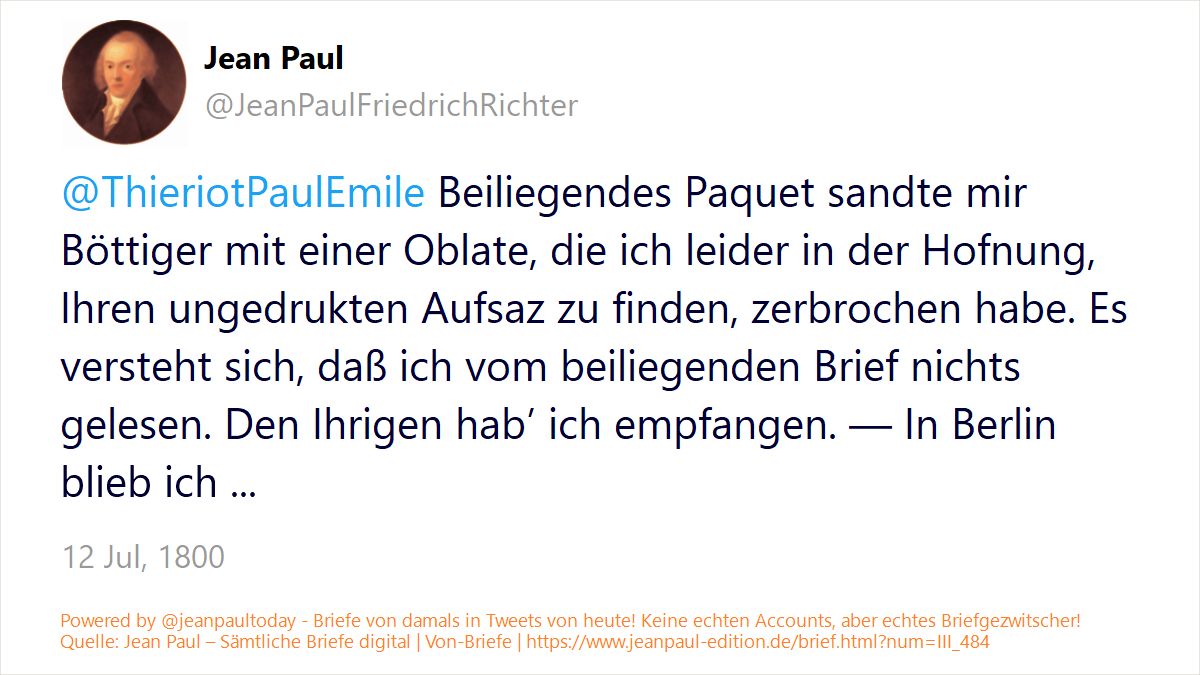 Jean Paul
@JeanPaulFriedrichRichter
@ThieriotPaulEmile Beiliegendes Paquet sandte mir
Böttiger mit einer Oblate, die ich leider in der Hofnung,
Ihren ungedrukten Aufsaz zu finden, zerbrochen habe. Es
versteht sich, daß ich vom beiliegenden Brief nichts
gelesen. Den Ihrigen hab’ ich empfangen. — In Berlin
blieb ich ...
12 Jul, 1800
Powered by @jeanpaultoday - Briefe von damals in Tweets von heute! Keine echten Accounts, aber echtes Briefgezwitscher!
Quelle: Jean Paul – Sämtliche Briefe digital | Von-Briefe | https://www.jeanpaul-edition.de/brief.html?num=III_484